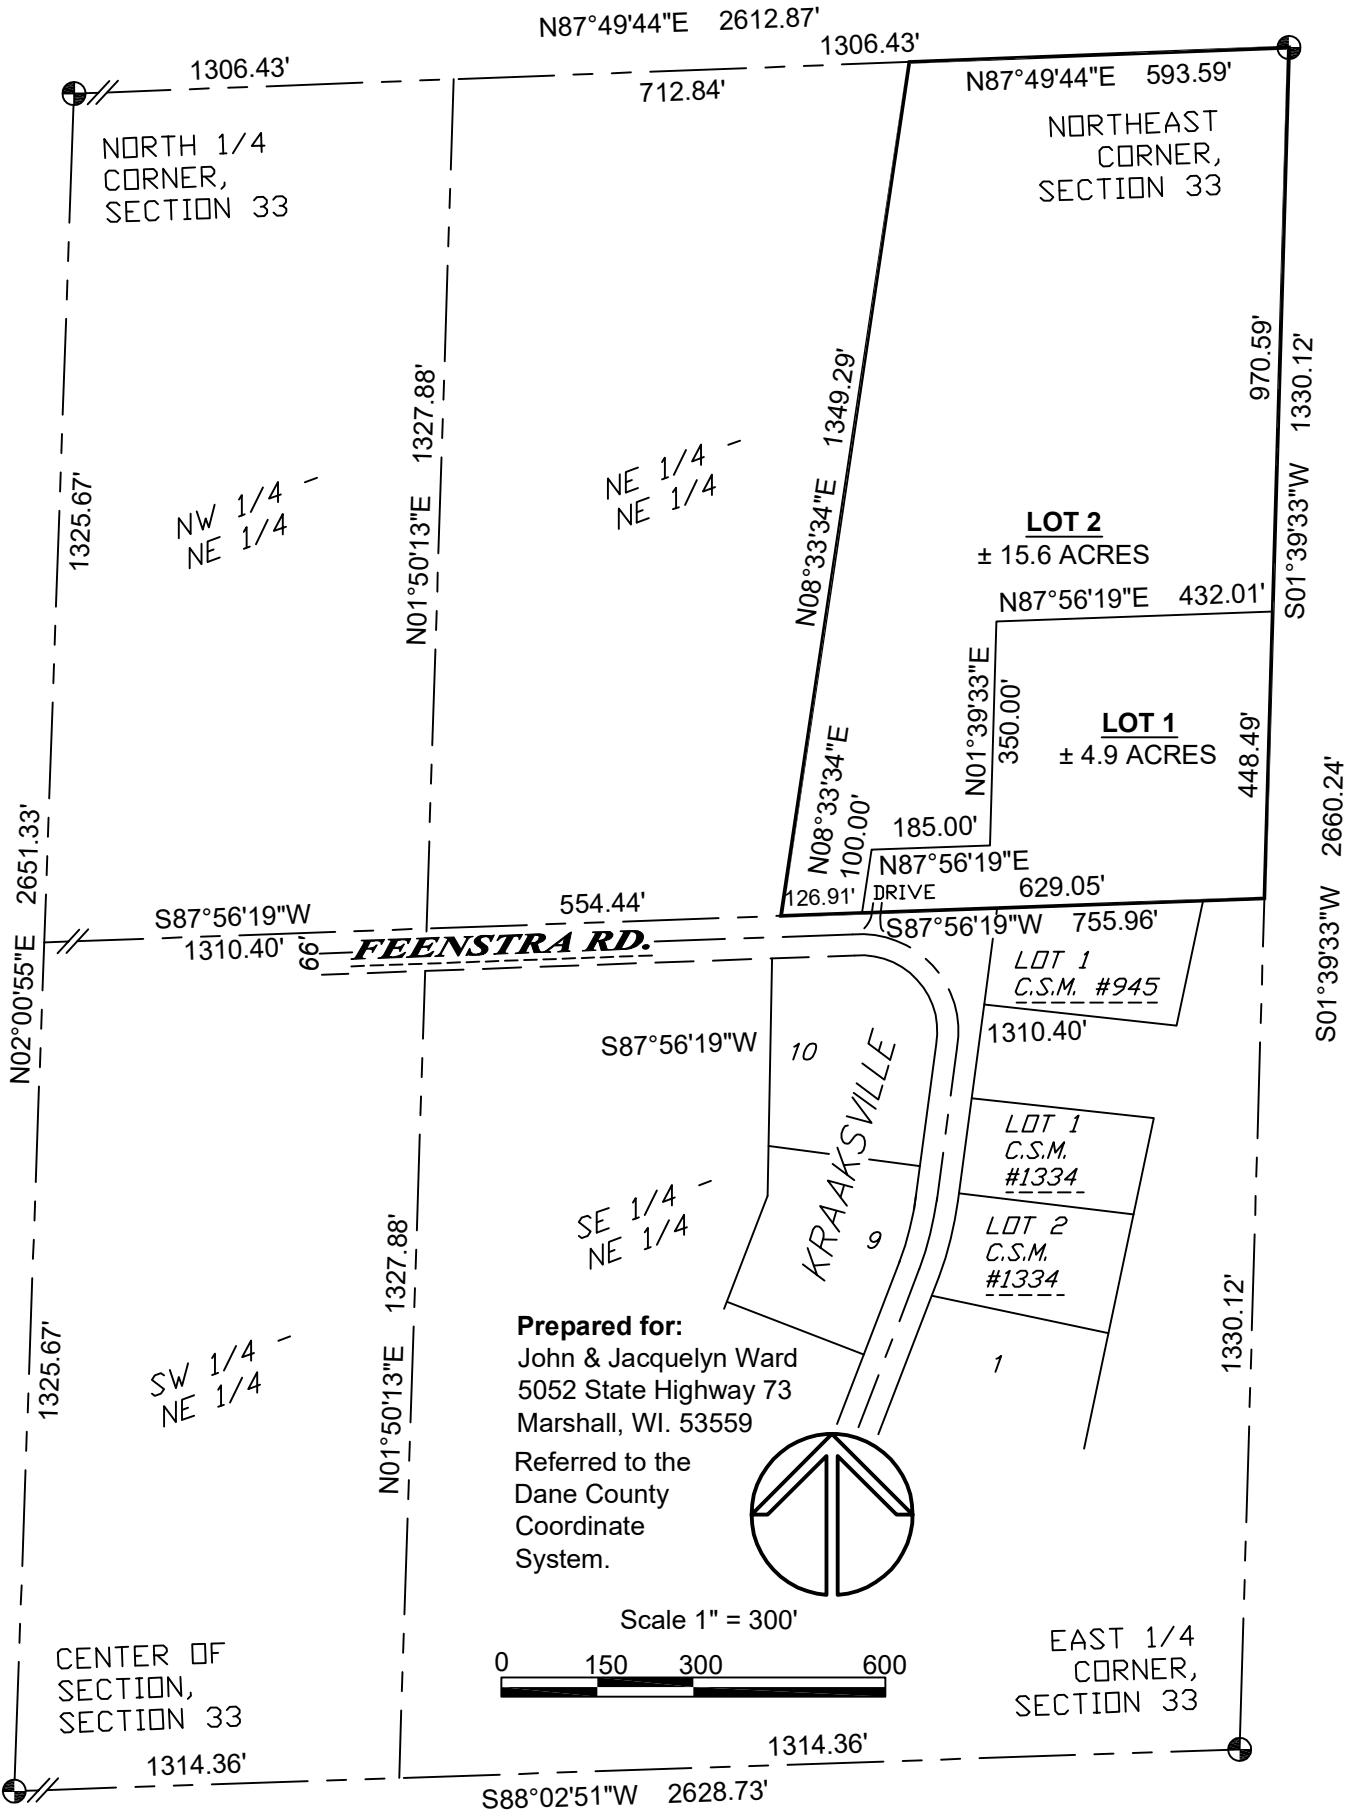 N87°49'44"E 2612.87'
1306.43'
1306.43'
712.84'
N87°49'44"E 593.59'
NORTH 1/4
CORNER,
SECTION 33
NORTHEAST
CORNER,
SECTION 33
1325.67'
NW 1/4 -
NE 1/4
N01°50'13"E 1327.88'
NE 1/4 -
NE 1/4
N08°33'34"E 1349.29'
970.59'
S01°39'33"W 1330.12'
LOT 2
± 15.6 ACRES
N87°56'19"E 432.01'
N01°39'33"E
350.00'
LOT 1
± 4.9 ACRES
448.49'
N08°33'34"E
100.00'
185.00'
N87°56'19"E
126.91'
DRIVE
629.05'
S87°56'19"W 755.96'
N02°00'55"E 2651.33'
S01°39'33"W 2660.24'
S87°56'19"W
1310.40'
554.44'
66'
FEENSTRA RD.
LOT 1
C.S.M. #945
1310.40'
S87°56'19"W
10
KRAAKSVILLE
9
LOT 1
C.S.M.
#1334
LOT 2
C.S.M.
#1334
1
1330.12'
SE 1/4 -
NE 1/4
N01°50'13"E 1327.88'
SW 1/4 -
NE 1/4
1325.67'
Prepared for:
John & Jacquelyn Ward
5052 State Highway 73
Marshall, WI. 53559
Referred to the
Dane County
Coordinate
System.
Scale 1" = 300'
0 150 300 600
CENTER OF
SECTION,
SECTION 33
EAST 1/4
CORNER,
SECTION 33
1314.36'
1314.36'
S88°02'51"W 2628.73'